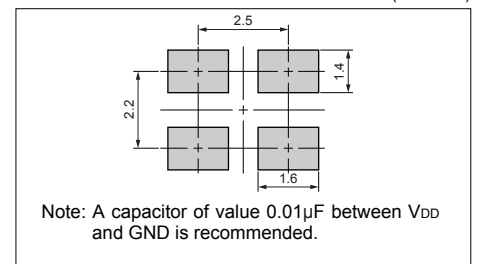 2.5
1.4
2.2
1.6
Note: A capacitor of value 0.01µF between VDD
and GND is recommended.